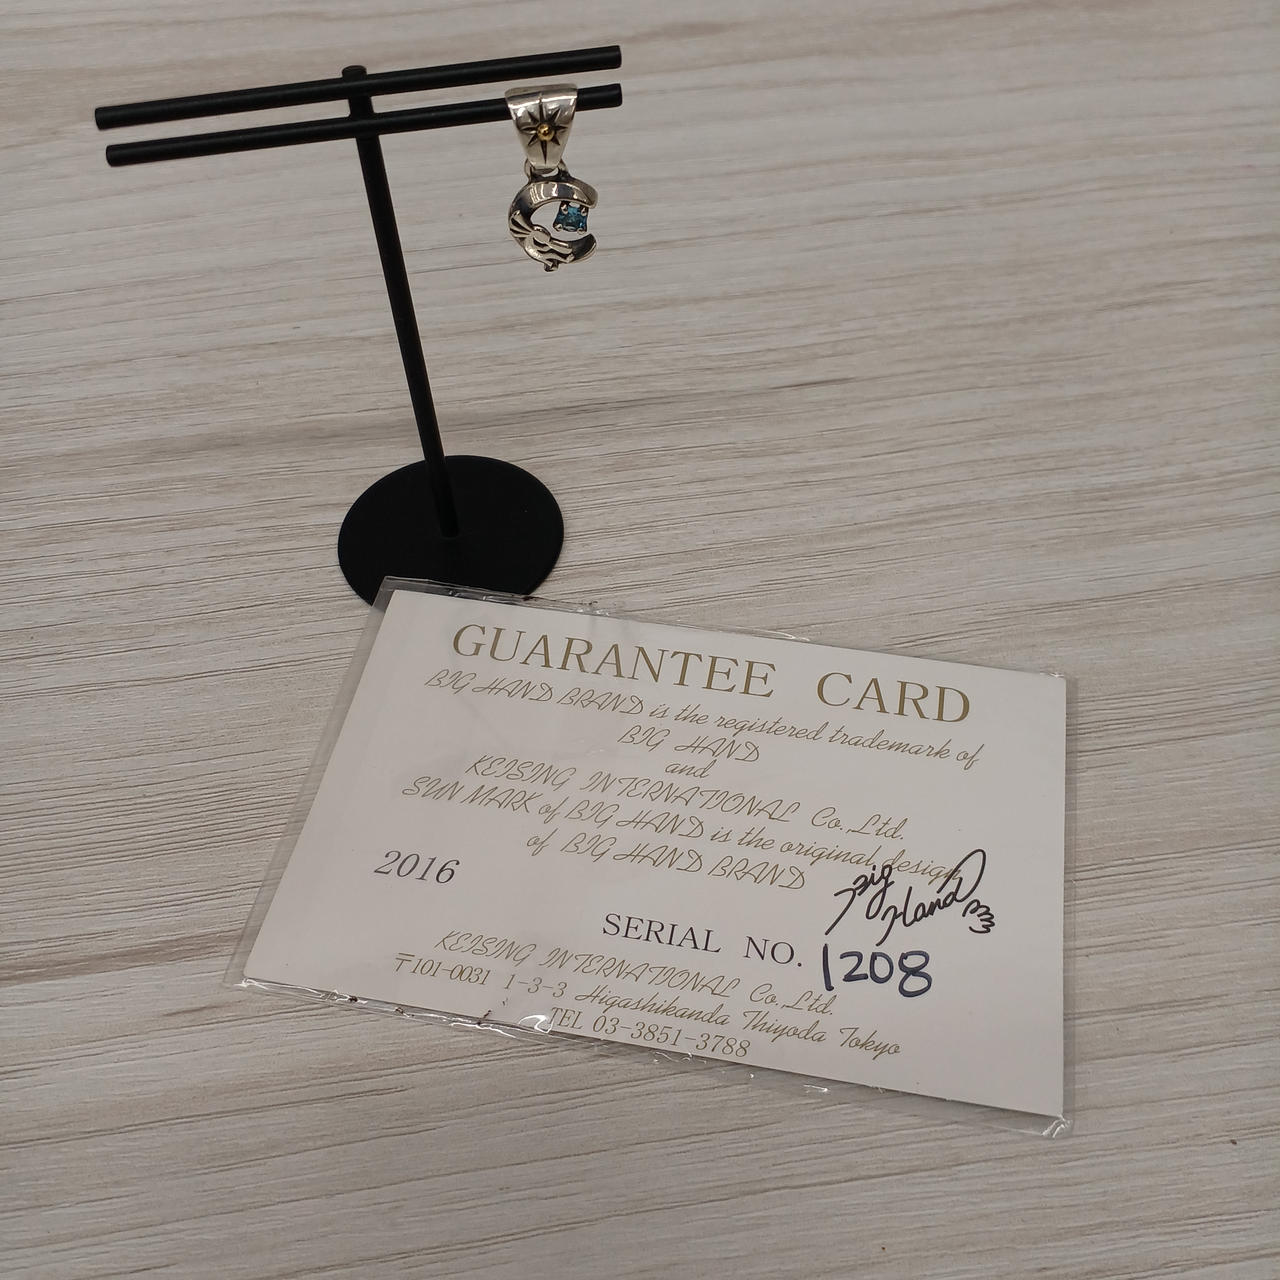 GUARANTEE CARD
BIG HAND BRAND is the registered trademark of
BIG HAND
and
KEISING INTERNATIONAL Co.,Ltd.
SUN MARK of BIG HAND is the original design
of BIG HAND BRAND
Big
Hand
2016
SERIAL NO. 1208
KEISING INTERNATIONAL Co.,Ltd.
〒101-0031 1-3-3 Higashikanda Thiyoda Tokyo
TEL 03-3851-3788